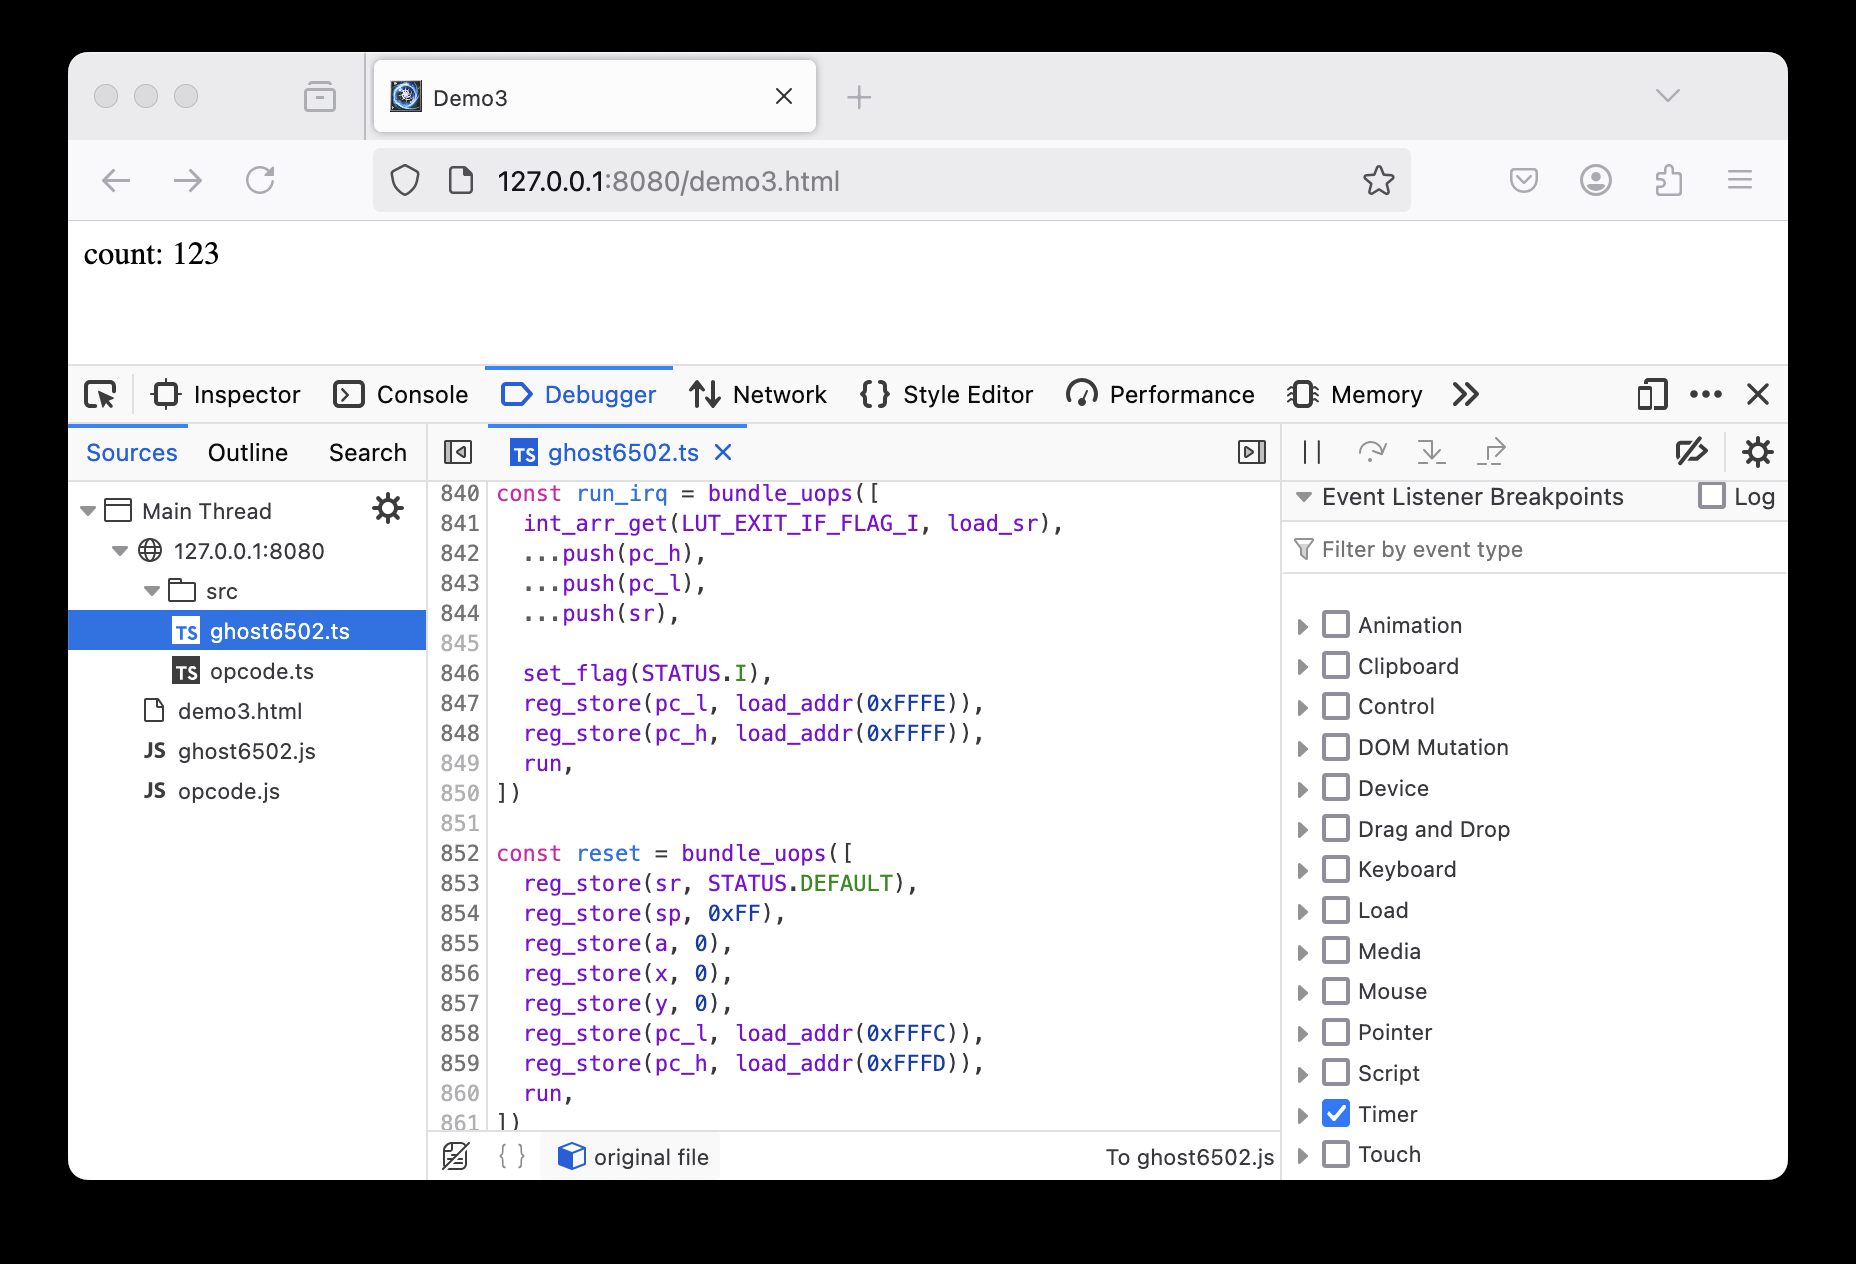 Demo3
127.0.0.1:8080/demo3.html
count: 123
Inspector Console Debugger Network Style Editor Performance Memory
Sources Outline Search
TS ghost6502.ts
Main Thread
127.0.0.1:8080
src
TS ghost6502.ts
TS opcode.ts
demo3.html
JS ghost6502.js
JS opcode.js
840 const run_irq = bundle_uops([
841   int_arr_get(LUT_EXIT_IF_FLAG_I, load_sr),
842   ...push(pc_h),
843   ...push(pc_l),
844   ...push(sr),
845
846   set_flag(STATUS.I),
847   reg_store(pc_l, load_addr(0xFFFE)),
848   reg_store(pc_h, load_addr(0xFFFF)),
849   run,
850 ])
851
852 const reset = bundle_uops([
853   reg_store(sr, STATUS.DEFAULT),
854   reg_store(sp, 0xFF),
855   reg_store(a, 0),
856   reg_store(x, 0),
857   reg_store(y, 0),
858   reg_store(pc_l, load_addr(0xFFFC)),
859   reg_store(pc_h, load_addr(0xFFFD)),
860   run,
861 ])
{ } original file To ghost6502.js
Event Listener Breakpoints Log
Filter by event type
Animation
Clipboard
Control
DOM Mutation
Device
Drag and Drop
Keyboard
Load
Media
Mouse
Pointer
Script
Timer
Touch